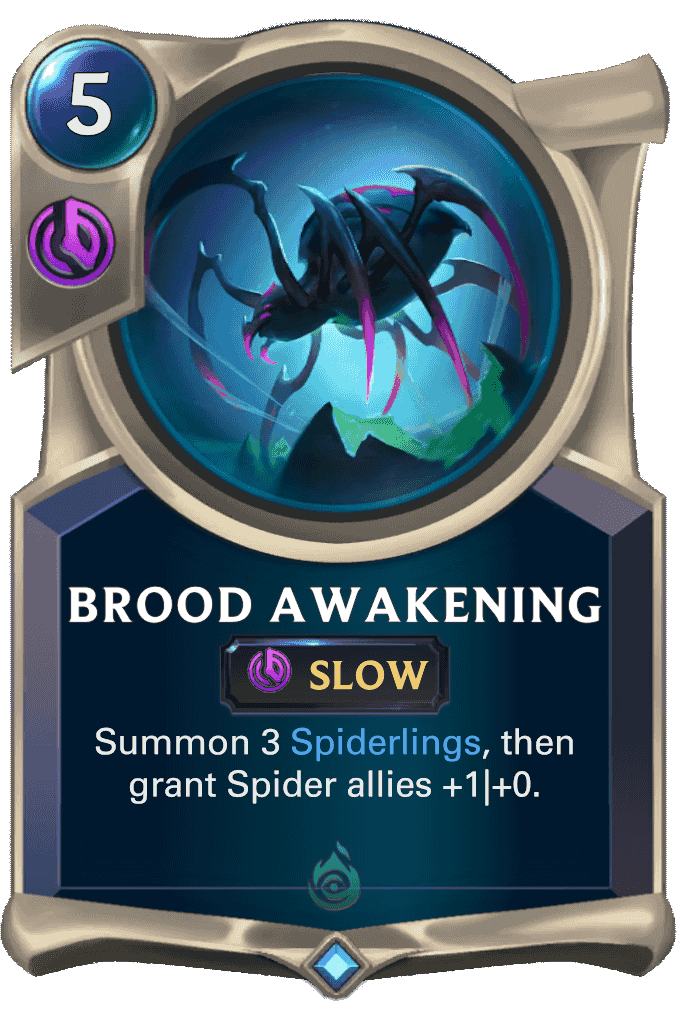 5
BROOD AWAKENING
SLOW
Summon 3 Spiderlings, then
grant Spider allies +1|+0.